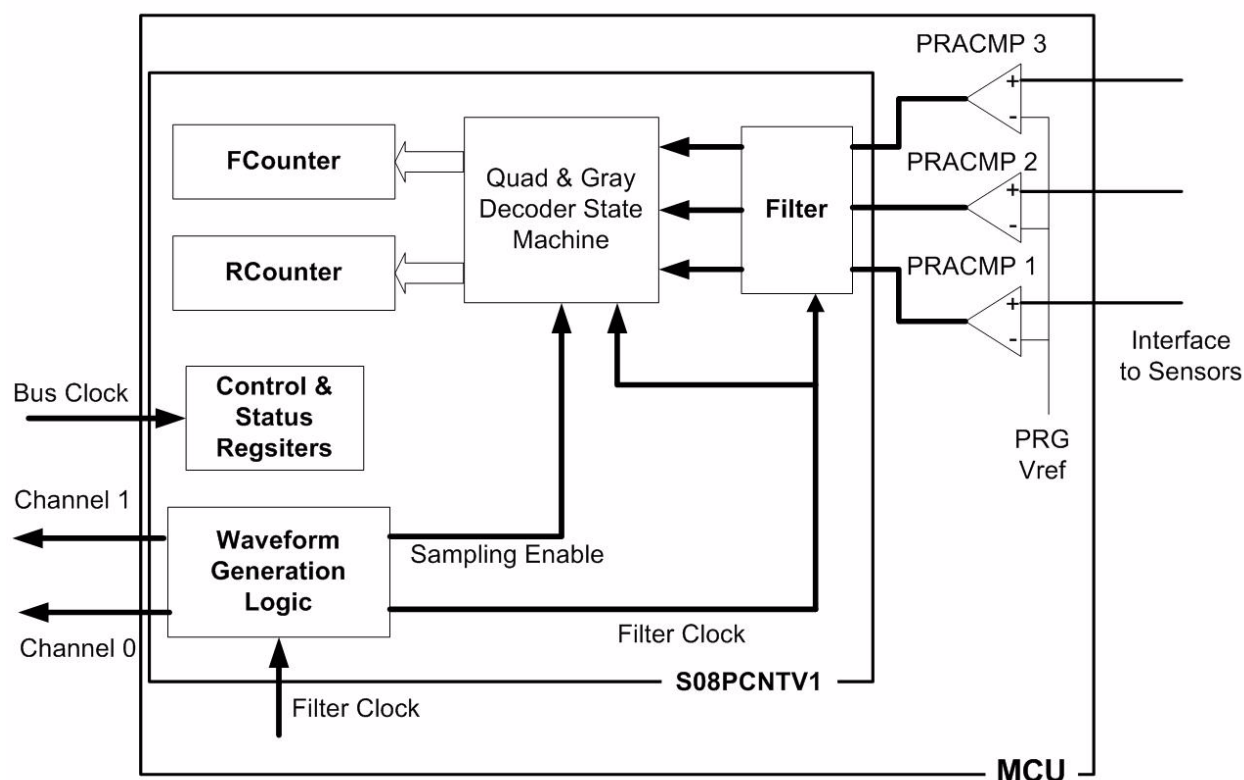 PRACMP 3
+
-
FCounter
Quad & Gray
Decoder State
Machine
Filter
PRACMP 2
+
-
RCounter
PRACMP 1
+
-
Interface
to Sensors
Bus Clock
Control &
Status
Regsiters
PRG
Vref
Channel 1
Waveform
Generation
Logic
Sampling Enable
Channel 0
Filter Clock
S08PCNTV1
Filter Clock
MCU